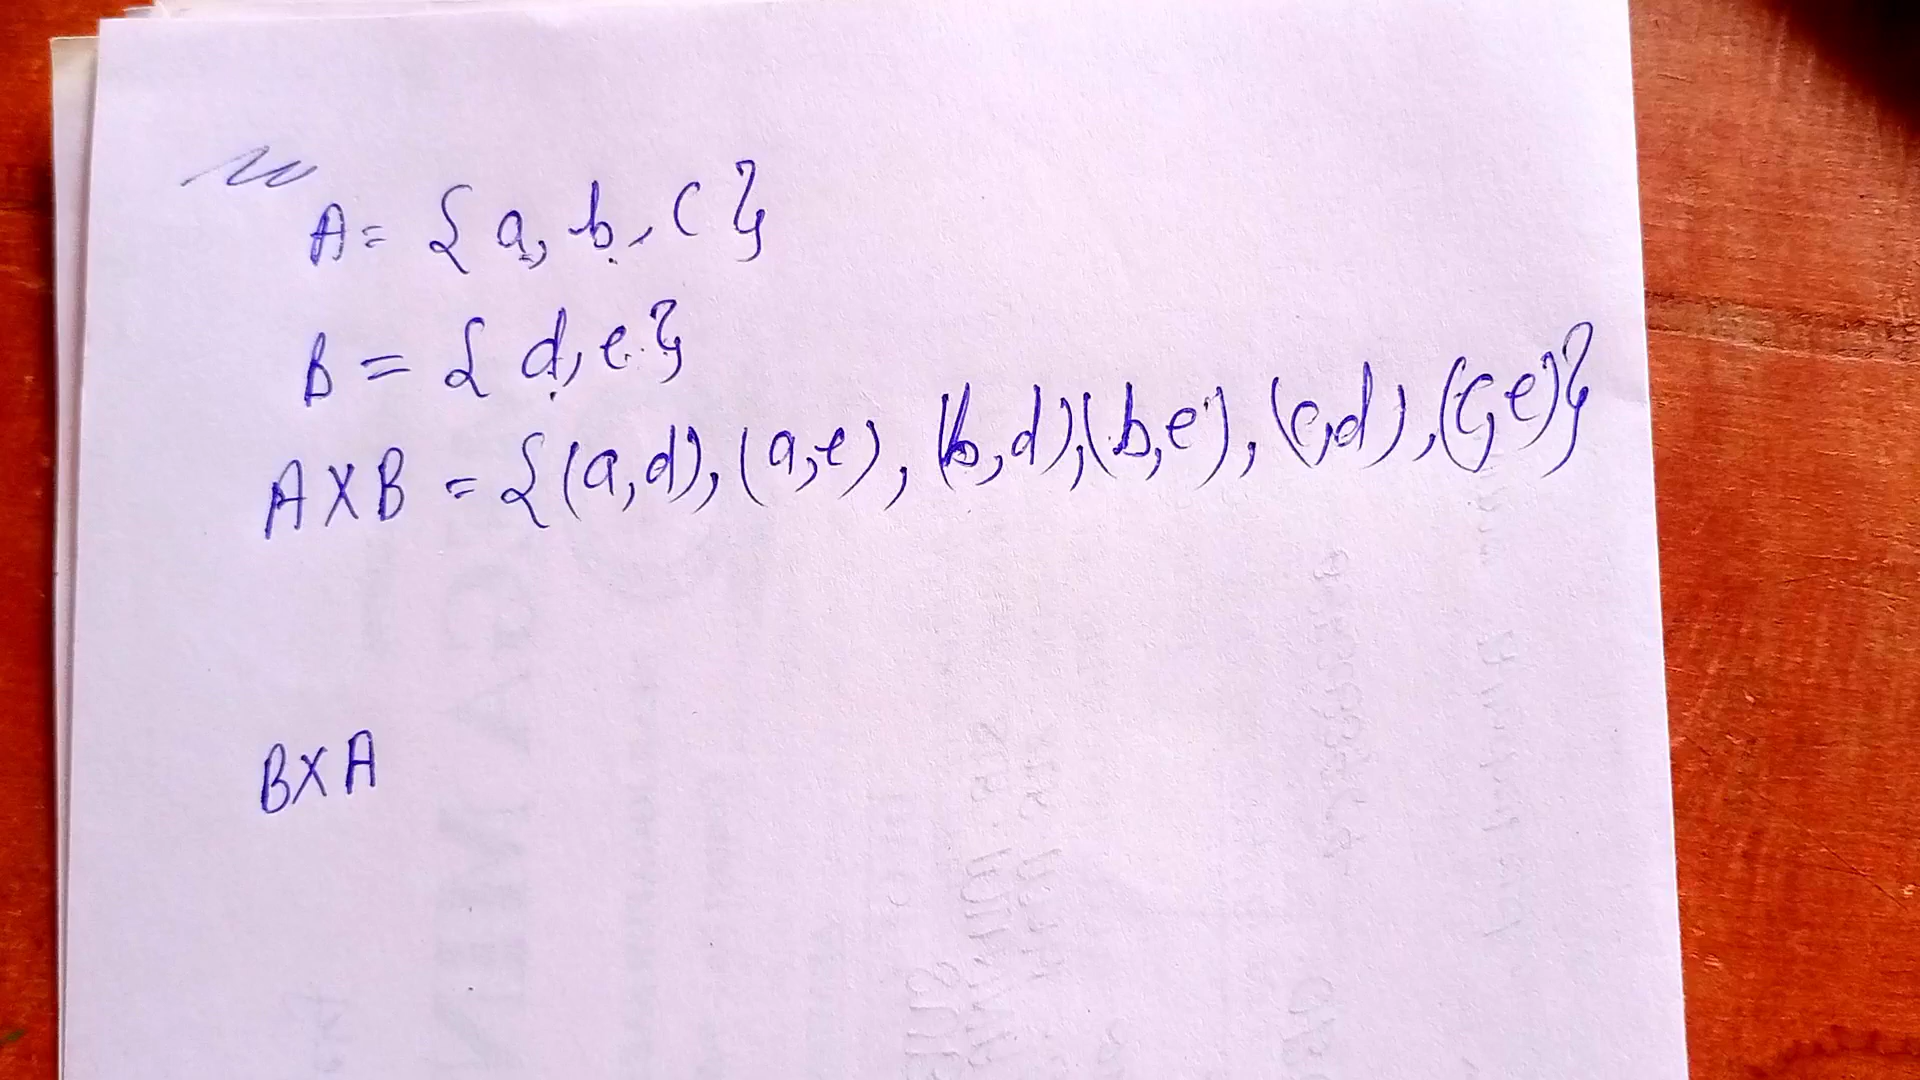 A = { a, b, c }
B = { d, e }
A X B = {(a,d), (a,e), (b,d),(b,e), (c,d), (c,e)}
B X A